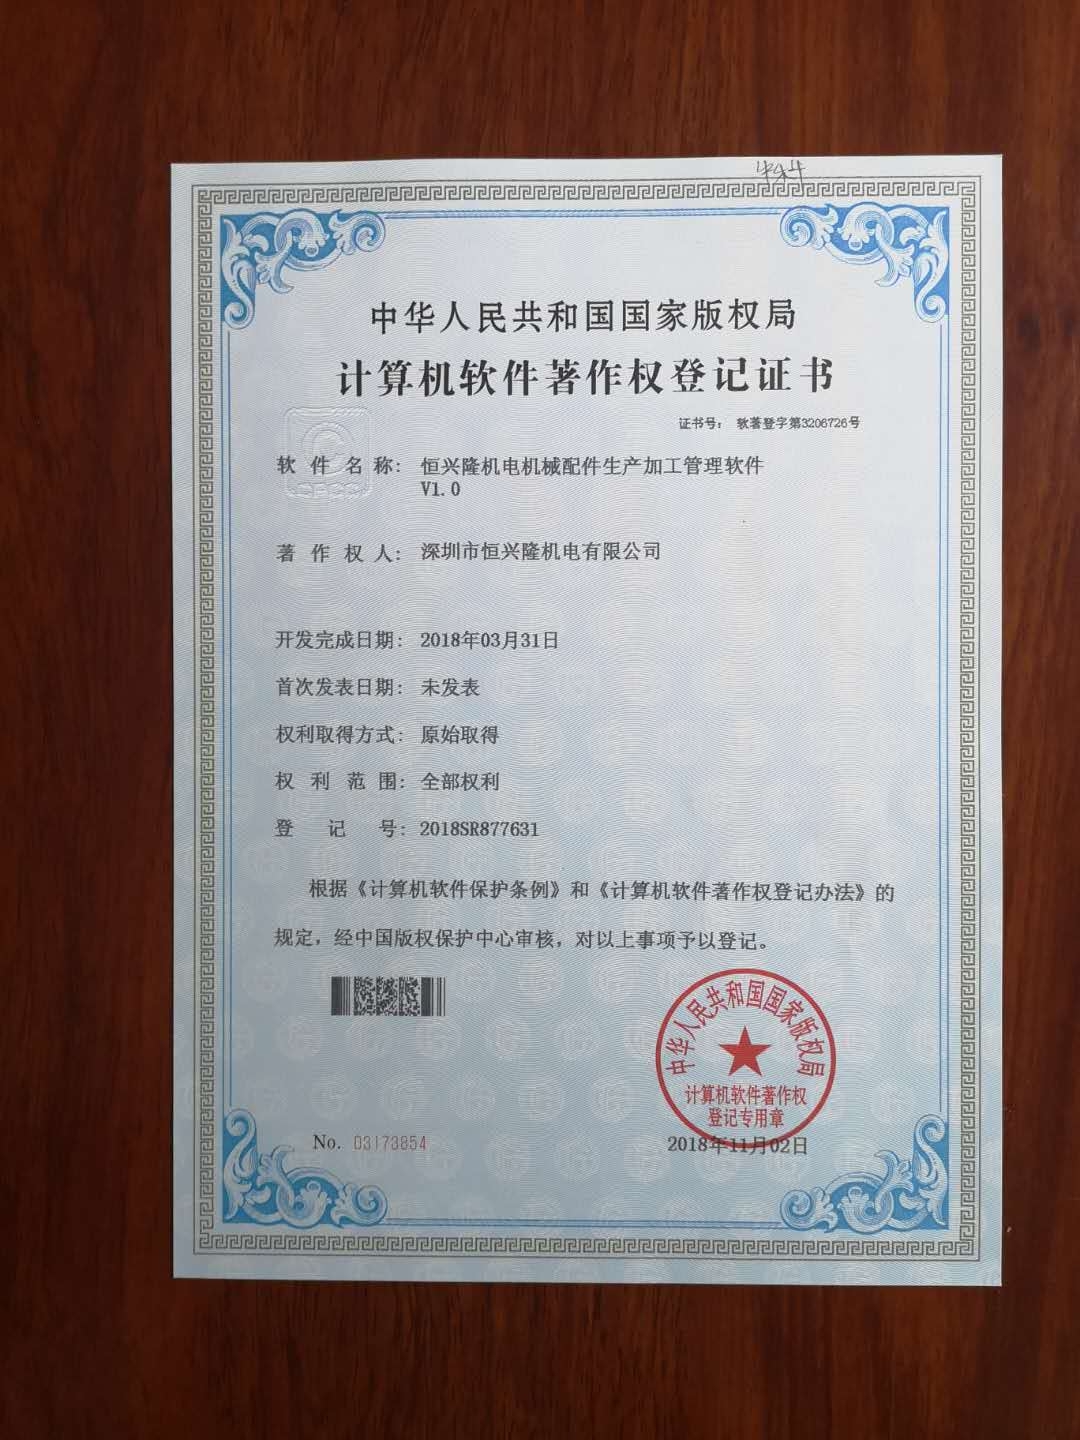 中华人民共和国国家版权局
计算机软件著作权登记证书
证书号: 软著登字第3206726号
软件名称: 恒兴隆机电机械配件生产加工管理软件
V1.0
著作权人: 深圳市恒兴隆机电有限公司
开发完成日期: 2018年03月31日
首次发表日期: 未发表
权利取得方式: 原始取得
权利范围: 全部权利
登记号: 2018SR877631
根据《计算机软件保护条例》和《计算机软件著作权登记办法》的
规定，经中国版权保护中心审核，对以上事项予以登记。
中华人民共和国国家版权局
计算机软件著作权
登记专用章
No. 03173854
2018年11月02日